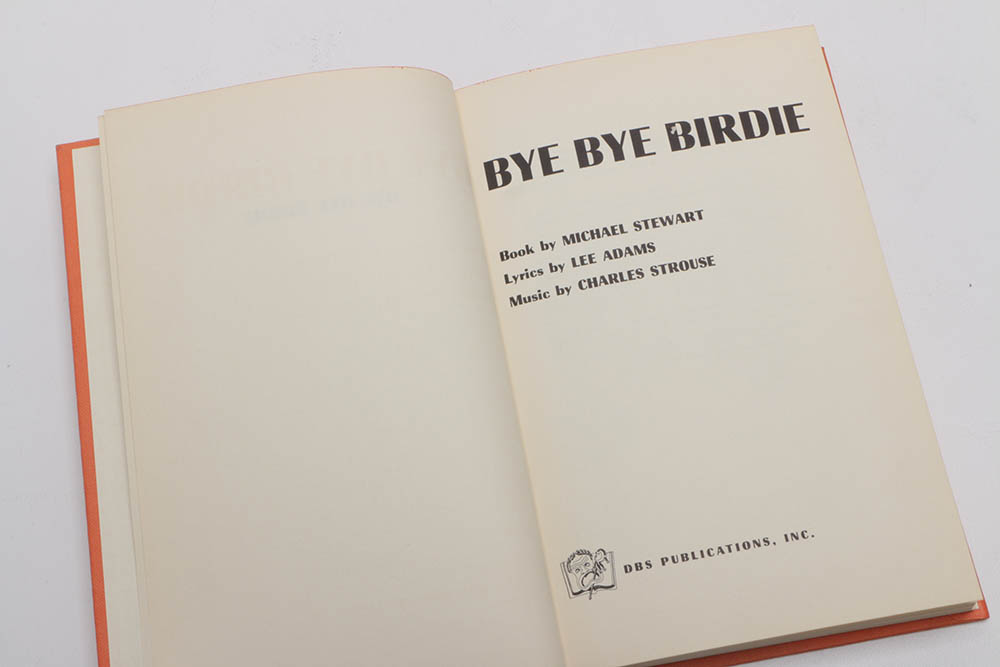 BYE BYE BIRDIE
Book by MICHAEL STEWART
Lyrics by LEE ADAMS
Music by CHARLES STROUSE
DBS PUBLICATIONS, INC.